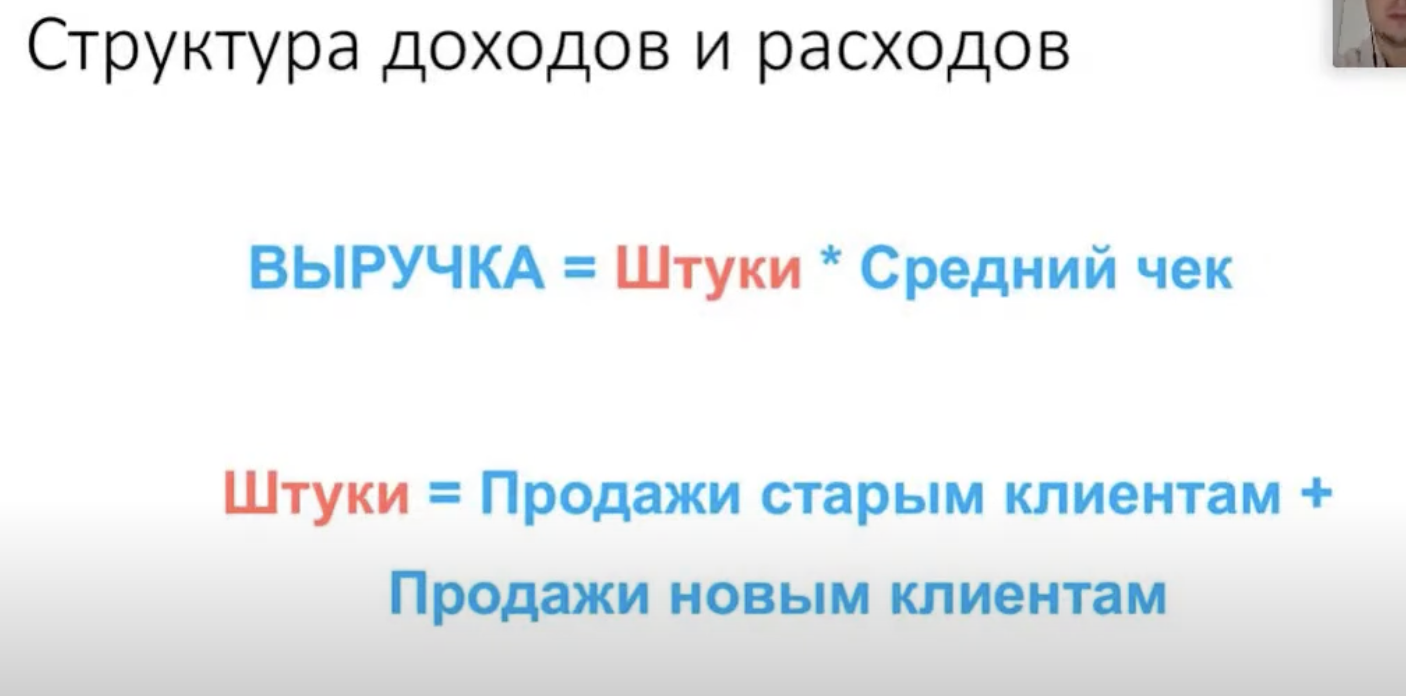 Структура доходов и расходов
ВЫРУЧКА = Штуки * Средний чек
Штуки = Продажи старым клиентам +
Продажи новым клиентам